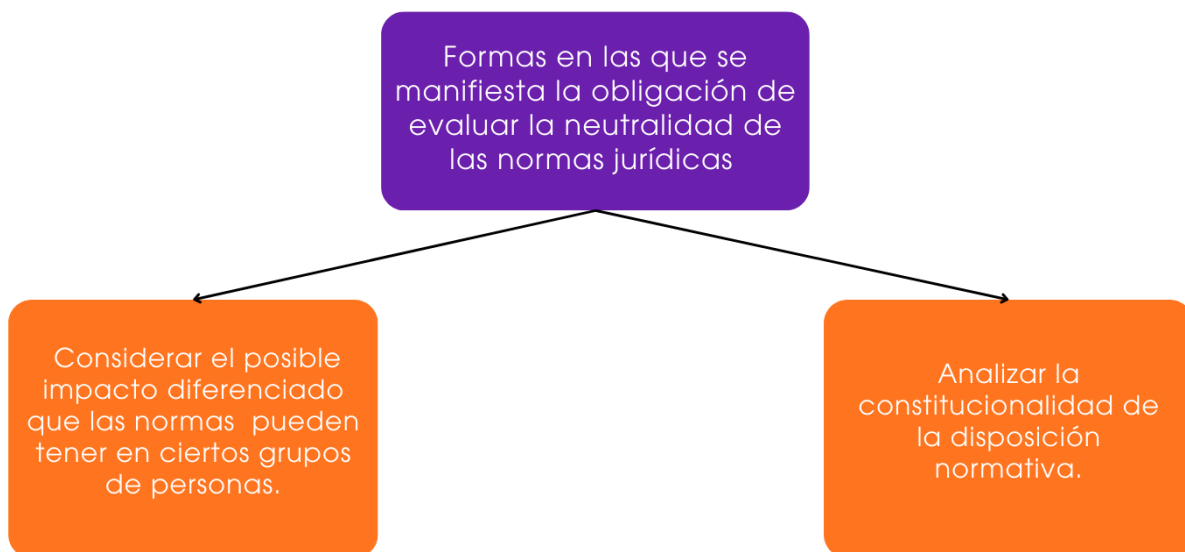 Formas en las que se
manifiesta la obligación de
evaluar la neutralidad de
las normas jurídicas
Considerar el posible
impacto diferenciado
que las normas pueden
tener en ciertos grupos
de personas.
Analizar la
constitucionalidad de
la disposición
normativa.